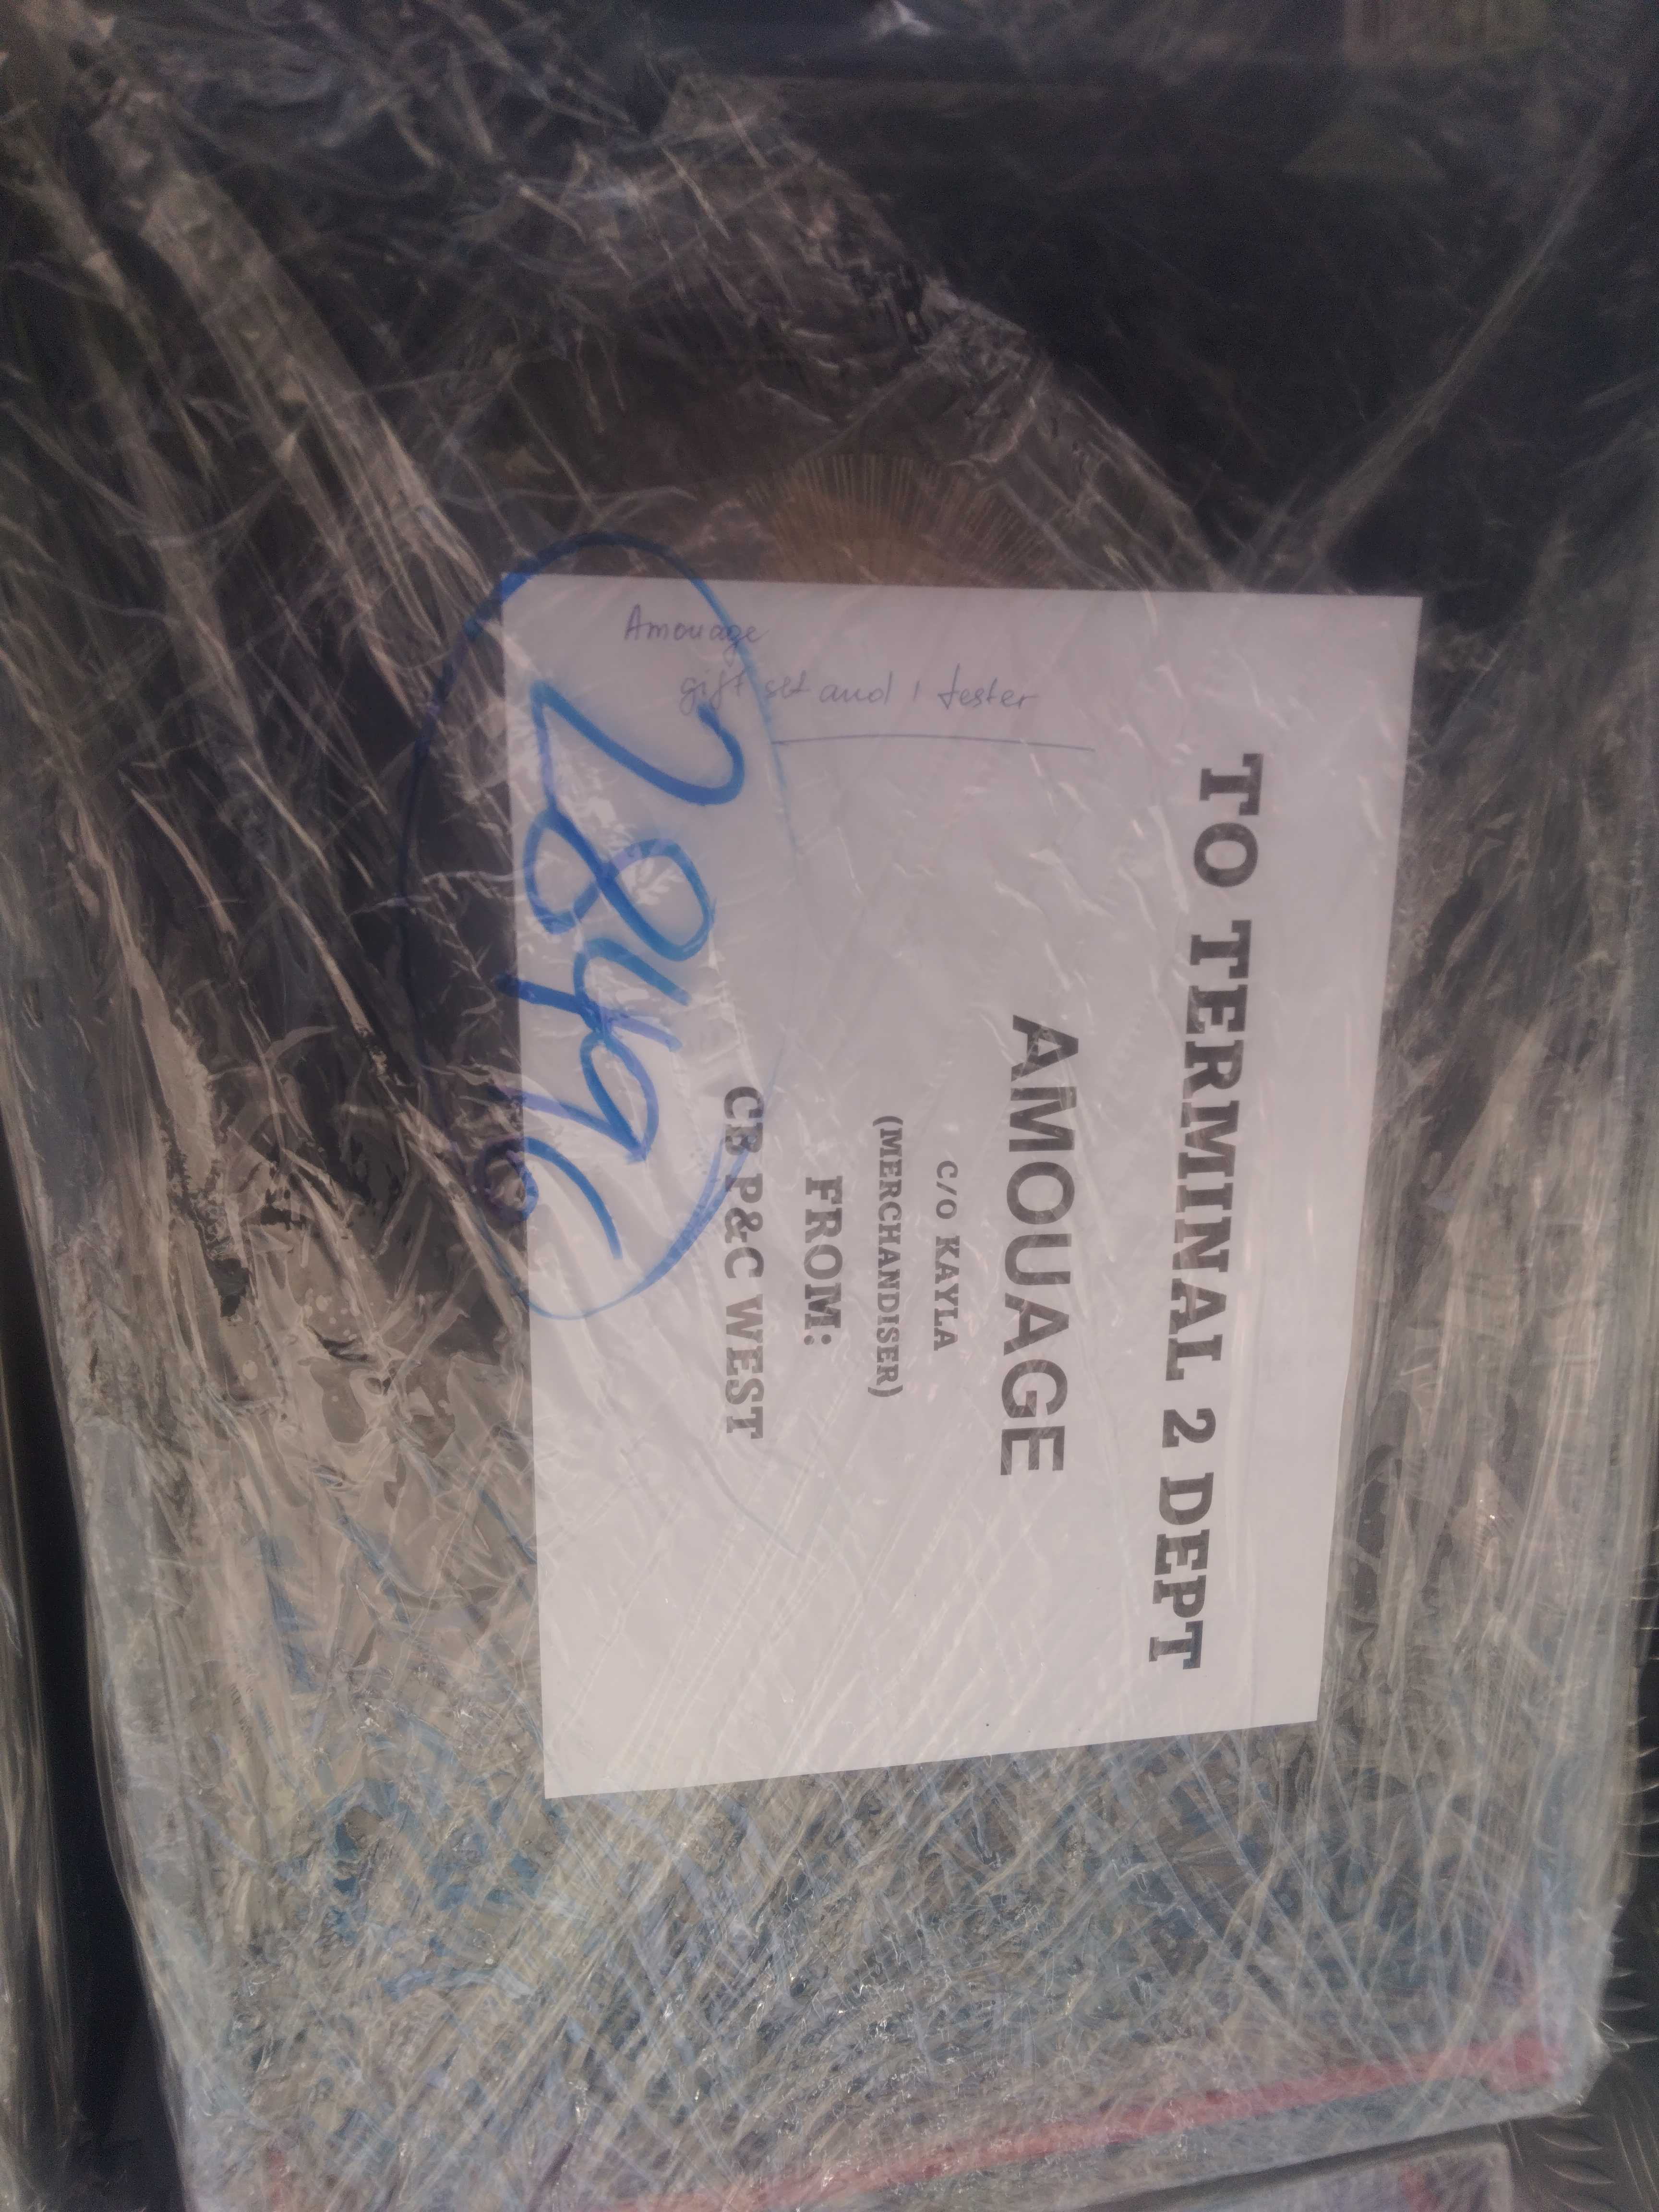 TO TERMINAL 2 DEPT
AMOUAGE
C/O KAYLA
(MERCHANDISER)
FROM:
CB P&C WEST
2849
Amouage
gift set and 1 tester